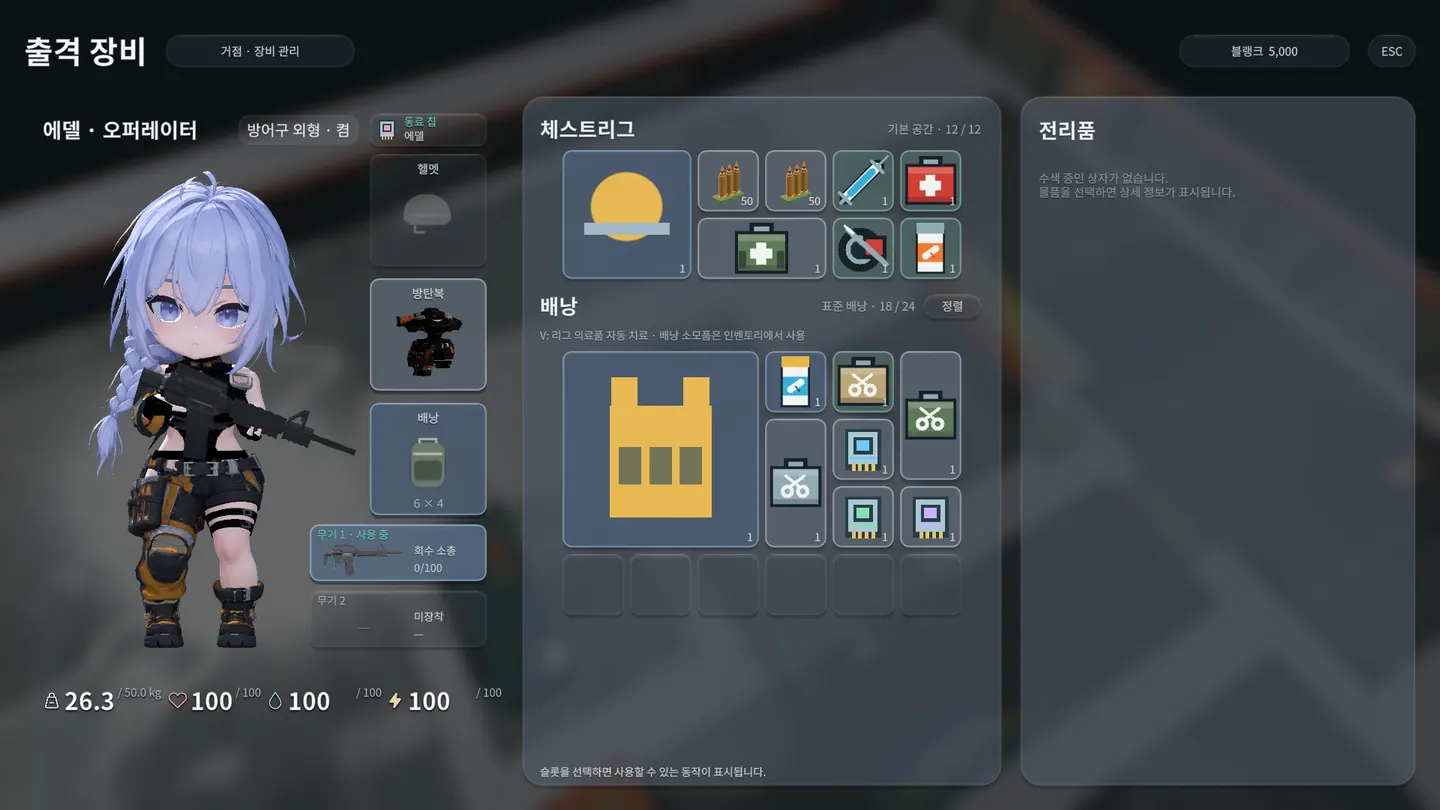 출격 장비
거점 · 장비 관리
블랭크 5,000
ESC
에델 · 오퍼레이터
방어구 외형 · 켬
동료 칩
에델
헬멧
방탄복
배낭
6 × 4
무기 1 · 사용 중
회수 소총
0/100
무기 2
—
미장착
—
26.3 / 50.0 kg
100 / 100
100 / 100
100 / 100
체스트리그
기본 공간 · 12 / 12
1
50
50
1
1
1
1
1
배낭
표준 배낭 · 18 / 24
정렬
V: 리그 의료품 자동 치료 · 배낭 소모품은 인벤토리에서 사용
1
1
1
1
1
1
1
1
슬롯을 선택하면 사용할 수 있는 동작이 표시됩니다.
전리품
수색 중인 상자가 없습니다.
물품을 선택하면 상세 정보가 표시됩니다.